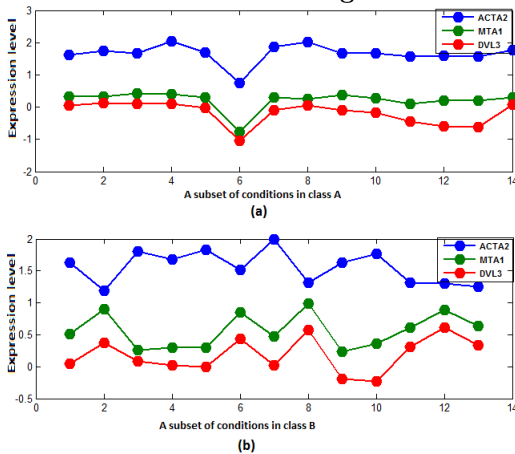 3
2
1
0
-1
-2
Expression level
ACTA2
MTA1
DVL3
0 2 4 6 8 10 12 14
A subset of conditions in class A
(a)
2
1.5
1
0.5
0
-0.5
Expression level
ACTA2
MTA1
DVL3
0 2 4 6 8 10 12 14
A subset of conditions in class B
(b)